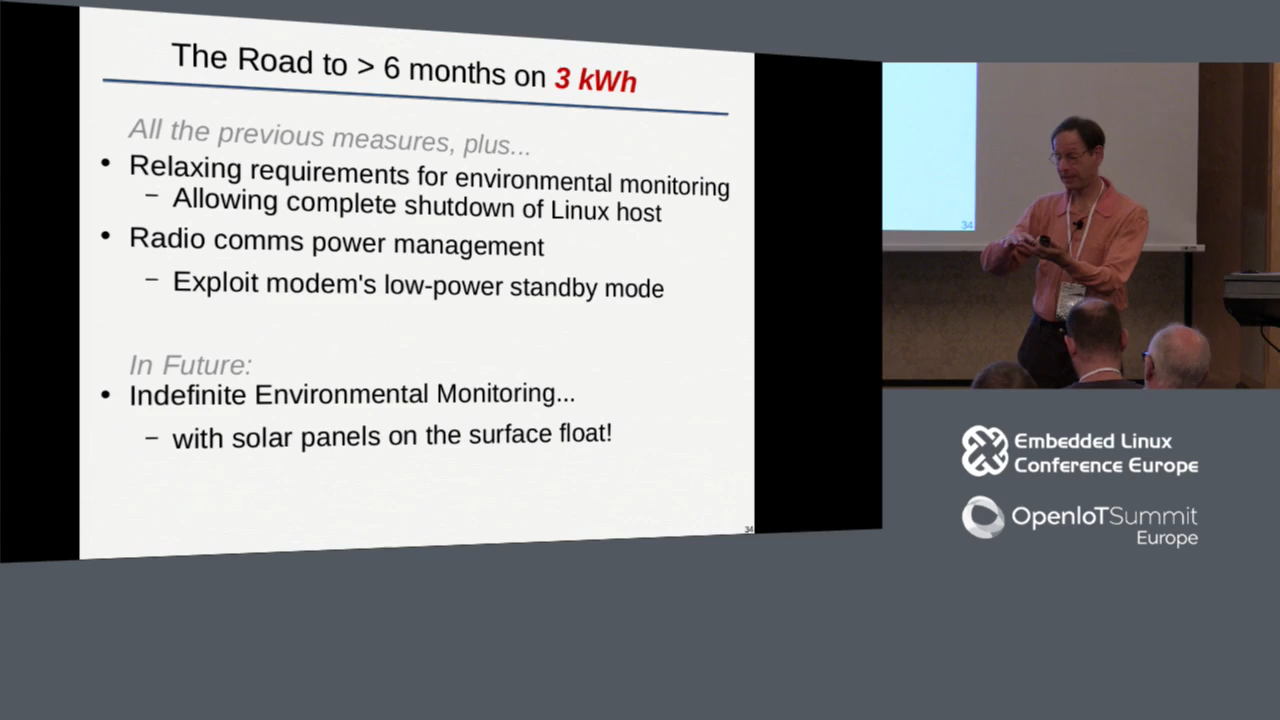 The Road to > 6 months on 3 kWh
All the previous measures, plus...
• Relaxing requirements for environmental monitoring
– Allowing complete shutdown of Linux host
• Radio comms power management
– Exploit modem's low-power standby mode
In Future:
• Indefinite Environmental Monitoring...
– with solar panels on the surface float!
34
34
Embedded Linux
Conference Europe
OpenIoTSummit
Europe